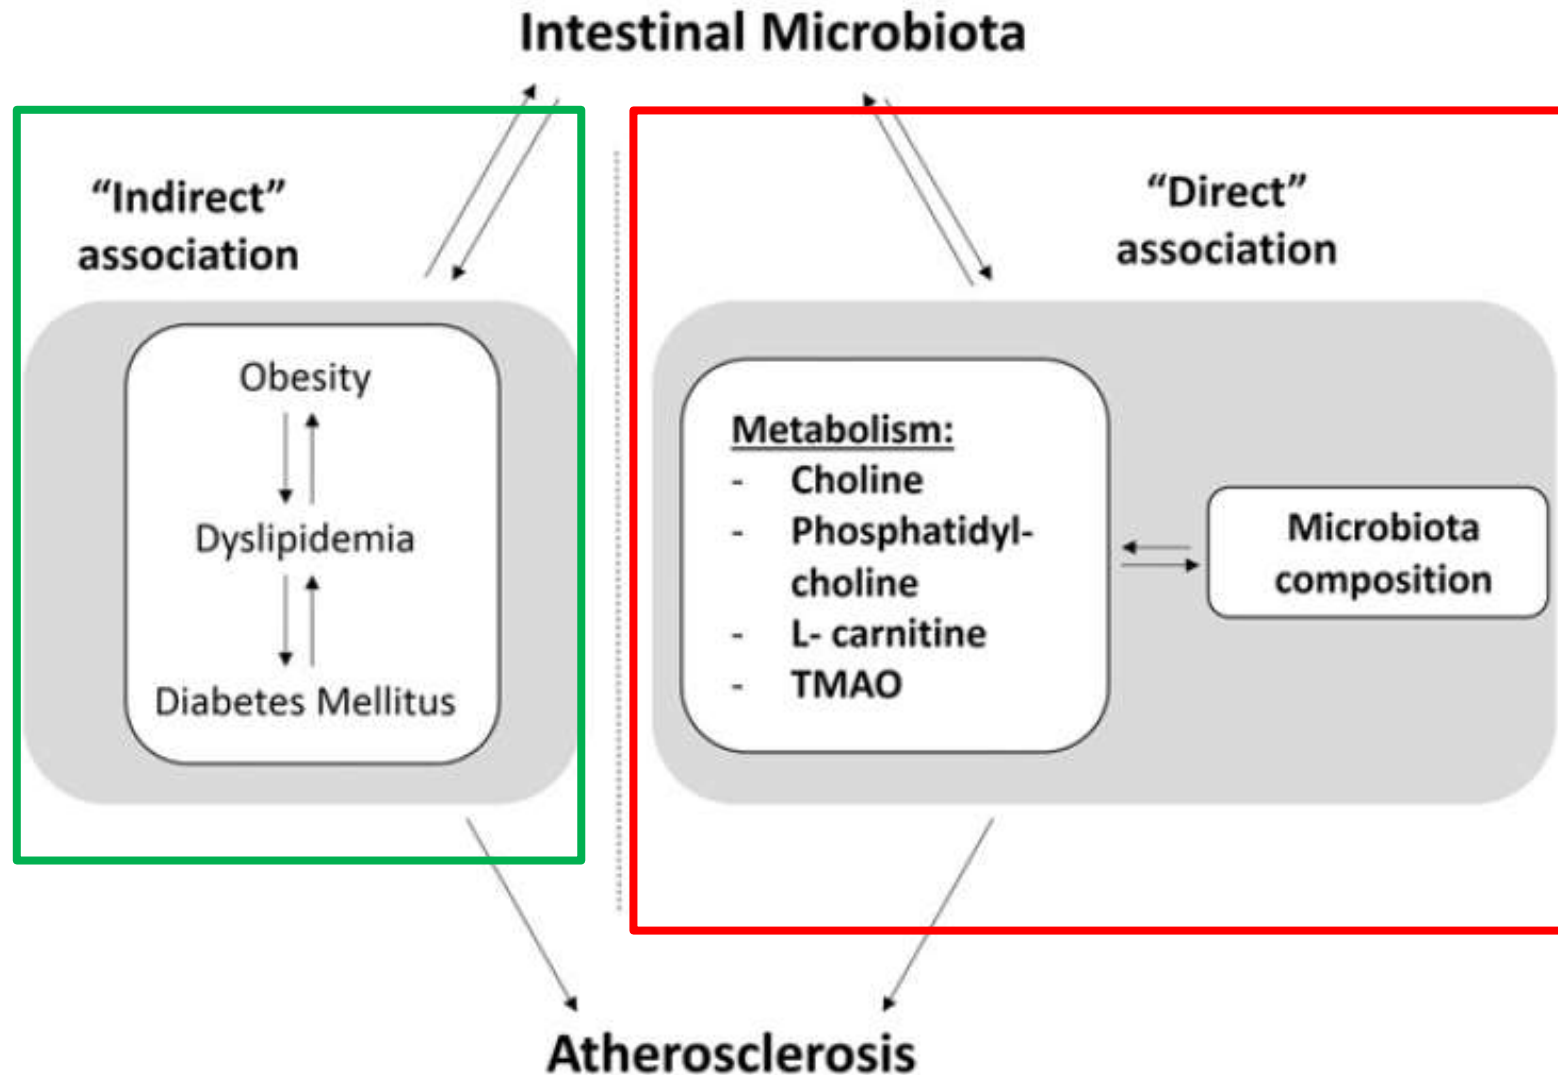 Intestinal Microbiota
“Indirect”
association
Obesity
Dyslipidemia
Diabetes Mellitus
“Direct”
association
Metabolism:
- Choline
- Phosphatidyl-
choline
- L- carnitine
- TMAO
Microbiota
composition
Atherosclerosis